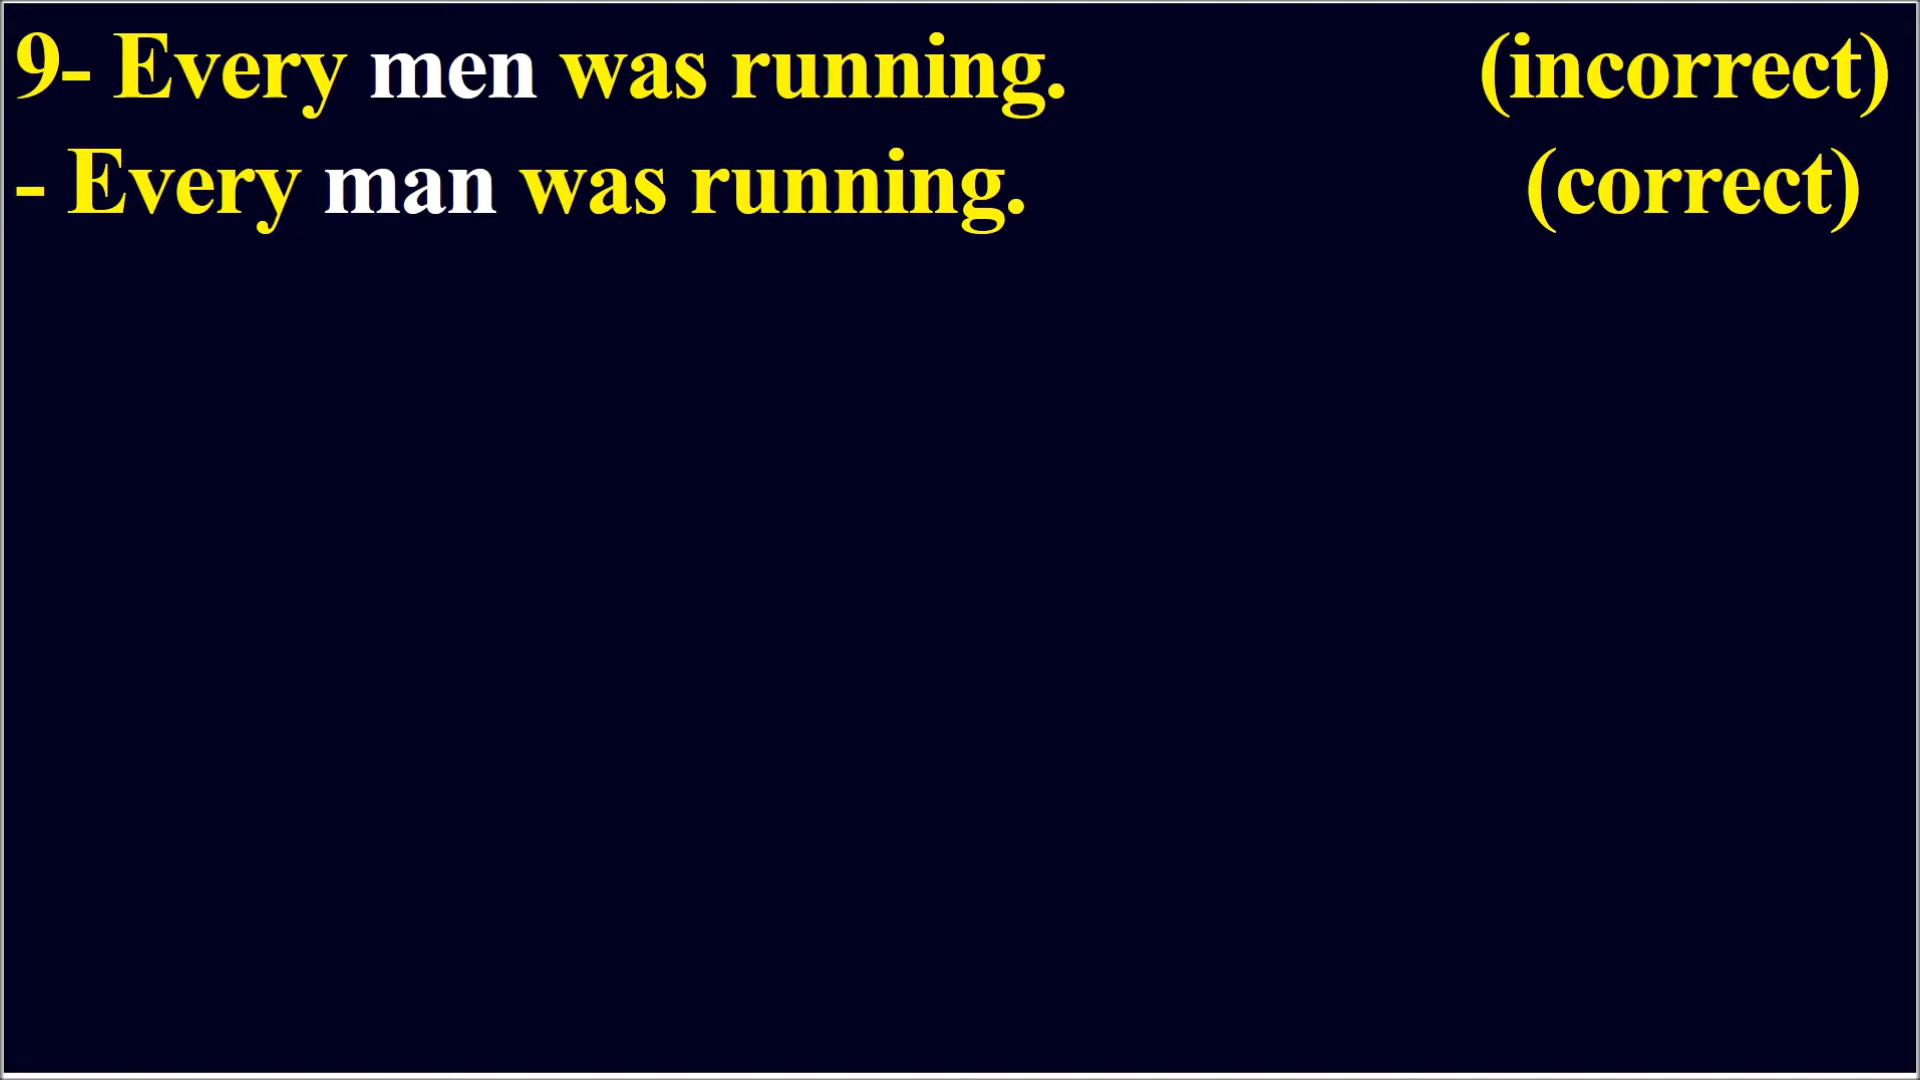 9- Every men was running. (incorrect)
- Every man was running. (correct)